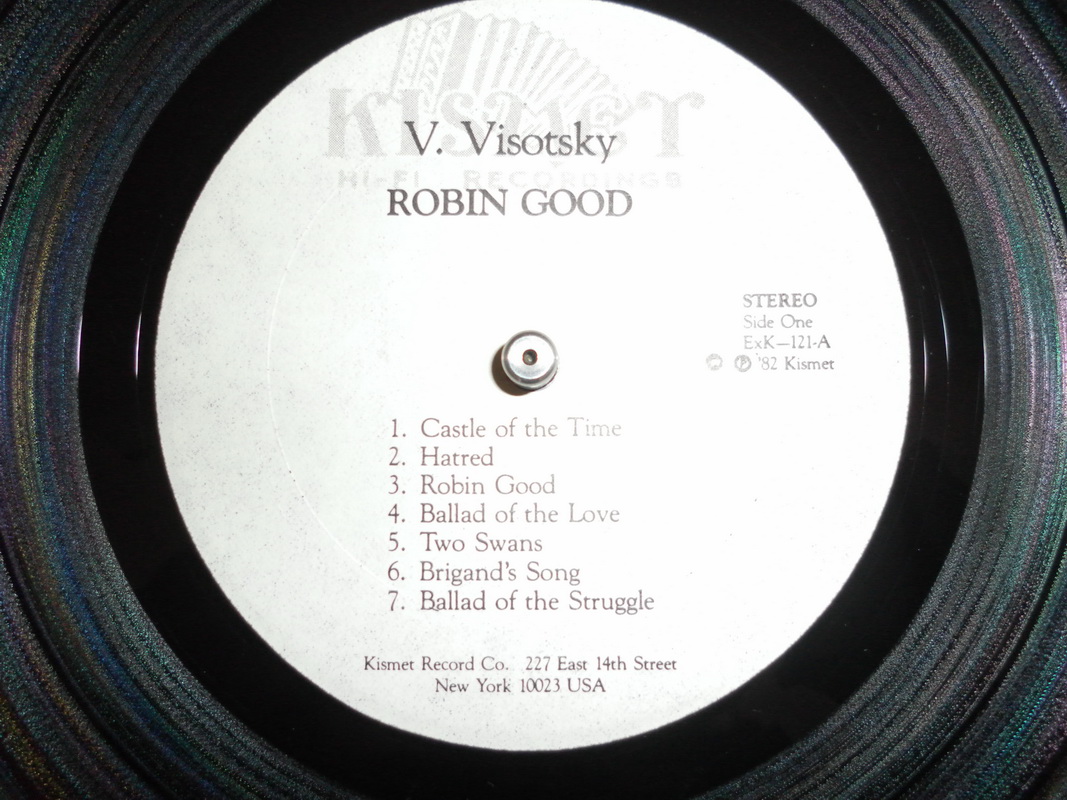 KISMET
HI-FI RECORDINGS
V. Visotsky
ROBIN GOOD
STEREO
Side One
ExK—121-A
© ℗ '82 Kismet
1. Castle of the Time
2. Hatred
3. Robin Good
4. Ballad of the Love
5. Two Swans
6. Brigand's Song
7. Ballad of the Struggle
Kismet Record Co. 227 East 14th Street
New York 10023 USA